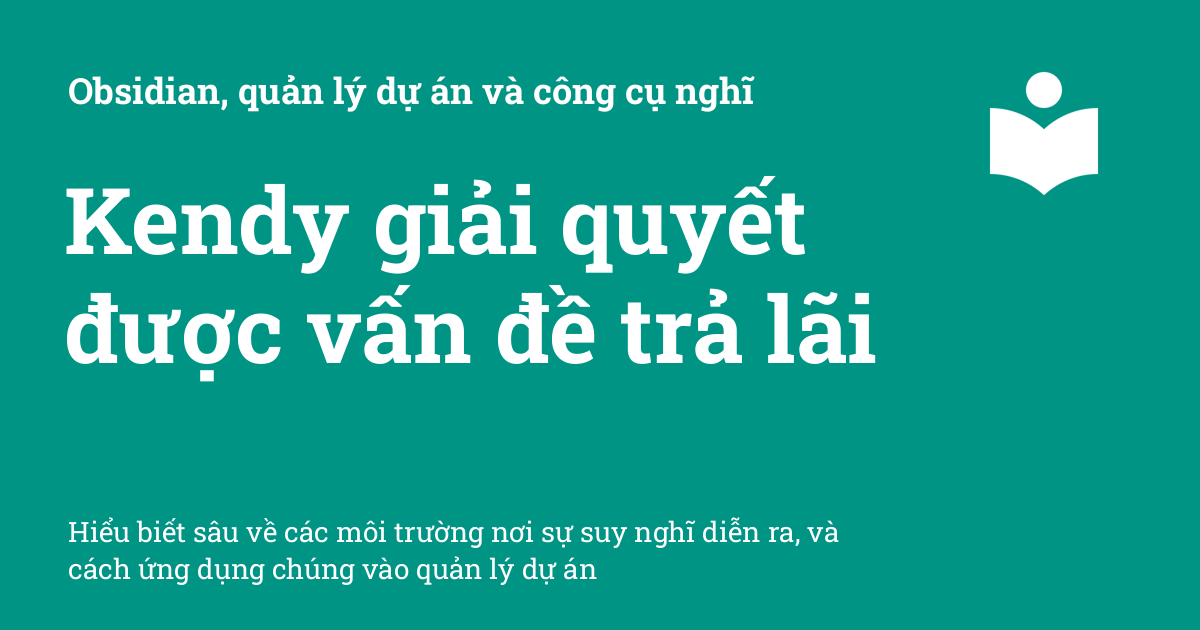 Obsidian, quản lý dự án và công cụ nghĩ
Kendy giải quyết
được vấn đề trả lãi
Hiểu biết sâu về các môi trường nơi sự suy nghĩ diễn ra, và
cách ứng dụng chúng vào quản lý dự án